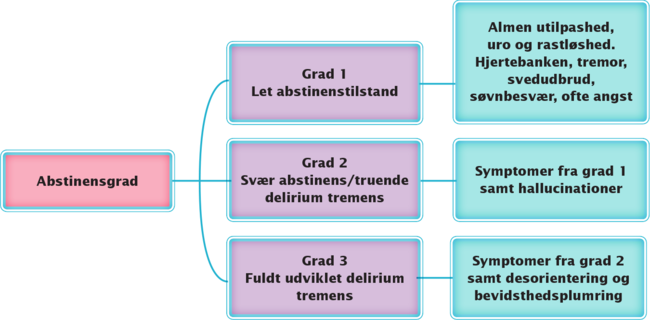 Abstinensgrad
Grad 1
Let abstinenstilstand
Almen utilpashed,
uro og rastløshed.
Hjertebanken, tremor,
svedudbrud,
søvnbesvær, ofte angst
Grad 2
Svær abstinens/truende
delirium tremens
Symptomer fra grad 1
samt hallucinationer
Grad 3
Fuldt udviklet delirium
tremens
Symptomer fra grad 2
samt desorientering og
bevidsthedsplumring